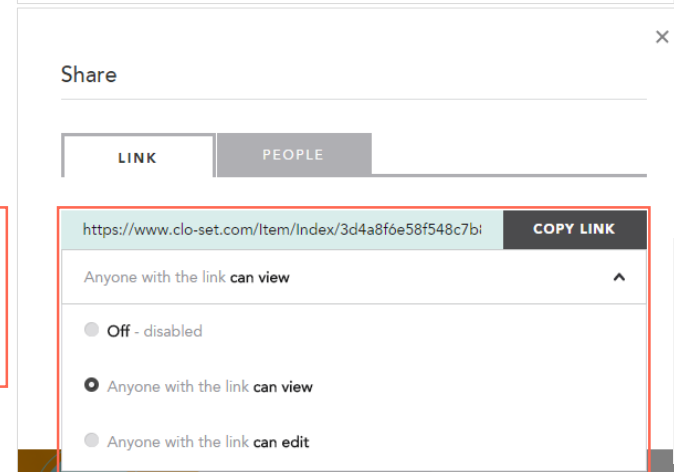 Share
LINK
PEOPLE
https://www.clo-set.com/Item/Index/3d4a8f6e58f548c7b
COPY LINK
Anyone with the link can view
Off - disabled
Anyone with the link can view
Anyone with the link can edit